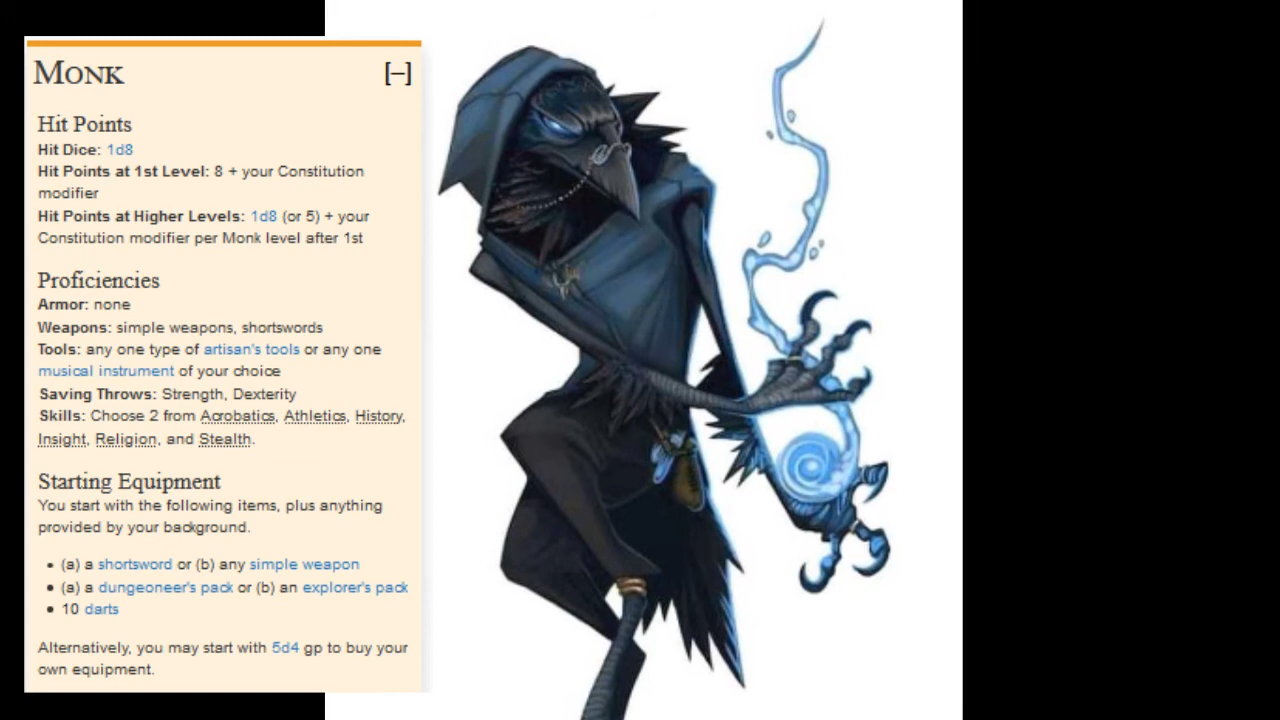 Monk [–]
Hit Points
Hit Dice: 1d8
Hit Points at 1st Level: 8 + your Constitution
modifier
Hit Points at Higher Levels: 1d8 (or 5) + your
Constitution modifier per Monk level after 1st
Proficiencies
Armor: none
Weapons: simple weapons, shortswords
Tools: any one type of artisan's tools or any one
musical instrument of your choice
Saving Throws: Strength, Dexterity
Skills: Choose 2 from Acrobatics, Athletics, History,
Insight, Religion, and Stealth.
Starting Equipment
You start with the following items, plus anything
provided by your background.
• (a) a shortsword or (b) any simple weapon
• (a) a dungeoneer's pack or (b) an explorer's pack
• 10 darts
Alternatively, you may start with 5d4 gp to buy your
own equipment.